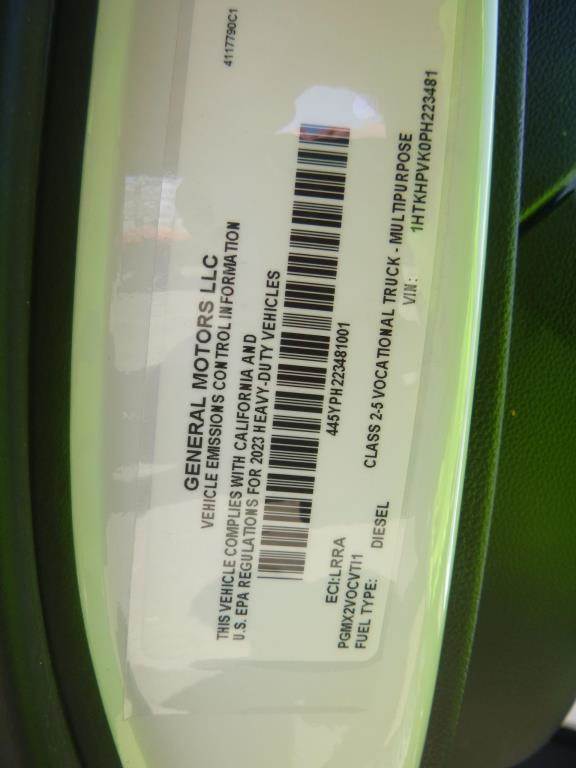 4117790C1
GENERAL MOTORS LLC
VEHICLE EMISSIONS CONTROL INFORMATION
THIS VEHICLE COMPLIES WITH CALIFORNIA AND
U.S. EPA REGULATIONS FOR 2023 HEAVY-DUTY VEHICLES
445YPH223481001
ECI:LRRA
PGMX2VOCVTI1
FUEL TYPE: DIESEL CLASS 2-5 VOCATIONAL TRUCK - MULTIPURPOSE
VIN: 1HTKHPVK0PH223481